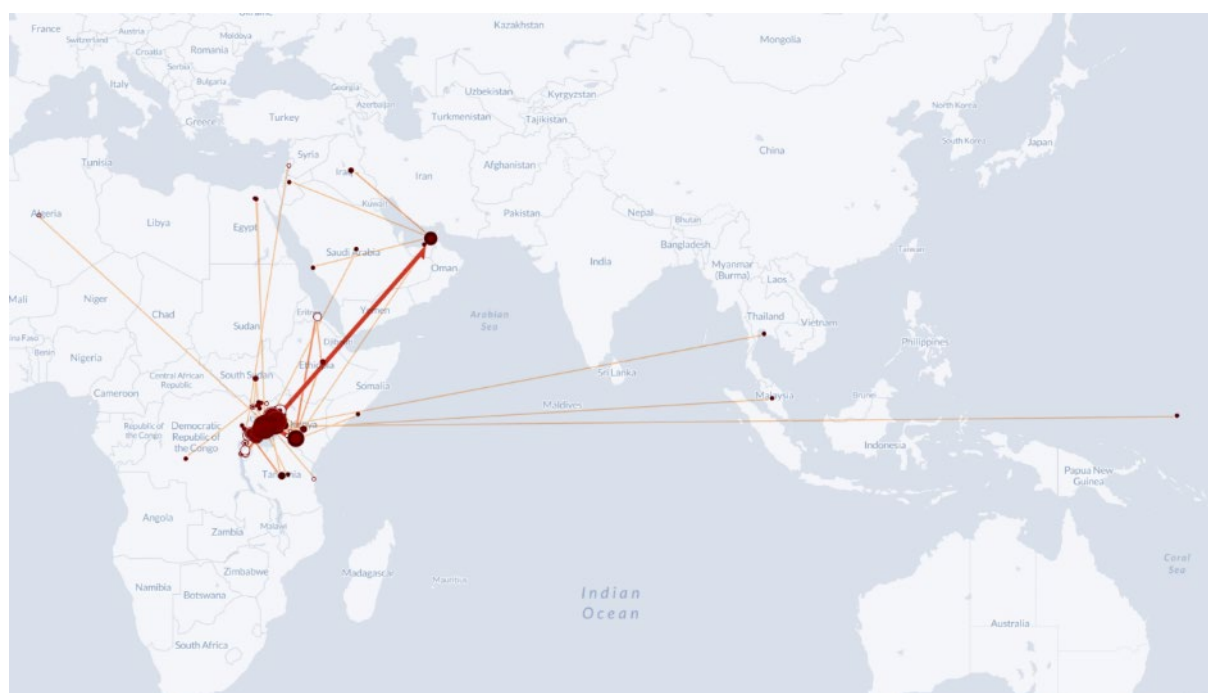 Kazakhstan
Mongolia
France
Austria
Switzerland
Moldova
Croatia
Romania
Serbia
Bulgaria
Italy
Georgia
Azerbaijan
Uzbekistan
Kyrgyzstan
Greece
Turkey
Turkmenistan
Tajikistan
North Korea
South Korea
Japan
China
Tunisia
Syria
Iraq
Iran
Afghanistan
Kuwait
Pakistan
Nepal
Bhutan
Algeria
Libya
Egypt
Saudi Arabia
Oman
Bangladesh
India
Taiwan
Myanmar
(Burma)
Laos
Mali
Niger
Chad
Sudan
Eritrea
Yemen
Arabian
Sea
Thailand
Vietnam
Philippines
Benin
Nigeria
Djibouti
Ethiopia
Central African
Republic
South Sudan
Somalia
Sri Lanka
Cameroon
Maldives
Malaysia
Brunei
Republic of
the Congo
Democratic
Republic of
the Congo
Indonesia
Papua New
Guinea
Tanzania
Angola
Malawi
Zambia
Zimbabwe
Madagascar
Mauritius
Coral
Sea
Namibia
Botswana
Indian
Ocean
Australia
South Africa